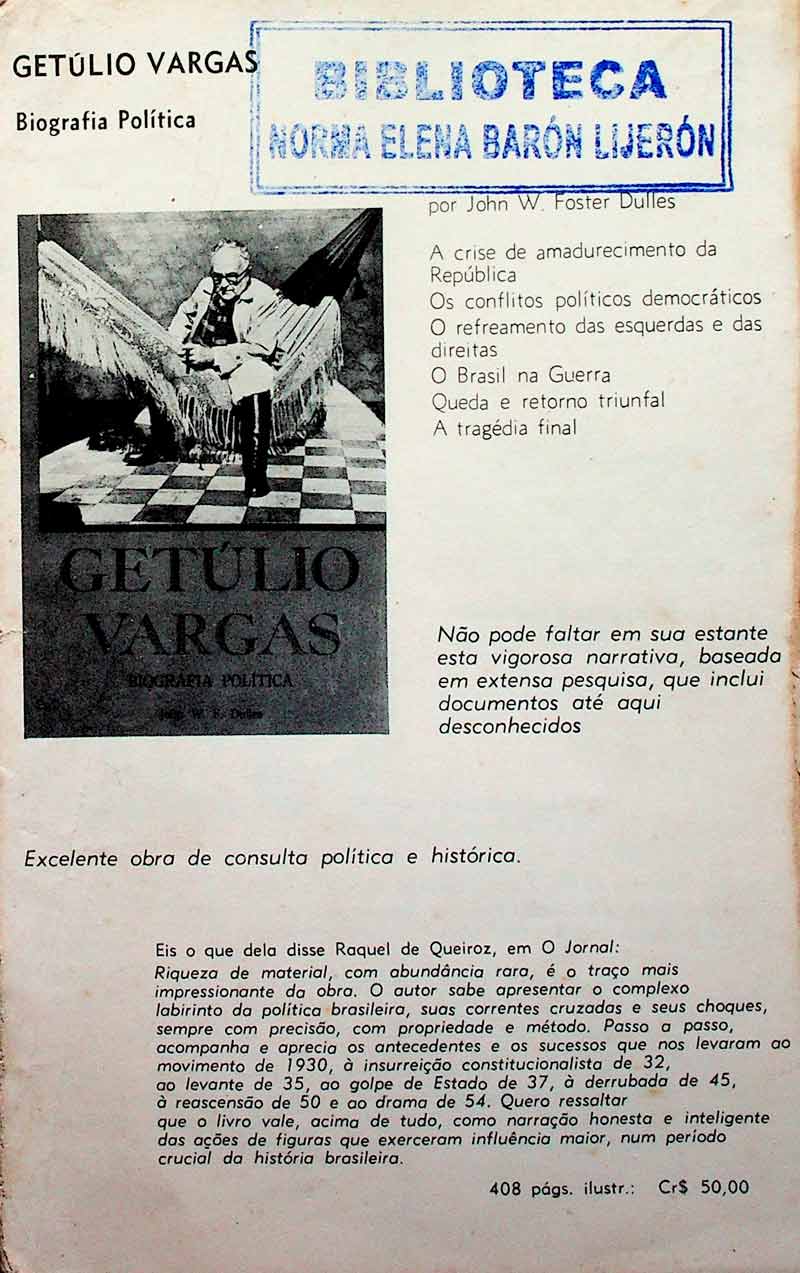 GETÚLIO VARGAS
Biografia Política
BIBLIOTECA
NORMA ELENA BARÓN LIJERÓN
por John W. Foster Dulles
A crise de amadurecimento da
República
Os conflitos políticos democráticos
O refreamento das esquerdas e das
direitas
O Brasil na Guerra
Queda e retorno triunfal
A tragédia final
GETÚLIO
VARGAS
BIOGRAFIA POLÍTICA
John W. F. Dulles
Não pode faltar em sua estante
esta vigorosa narrativa, baseada
em extensa pesquisa, que inclui
documentos até aqui
desconhecidos
Excelente obra de consulta política e histórica.
Eis o que dela disse Raquel de Queiroz, em O Jornal:
Riqueza de material, com abundância rara, é o traço mais
impressionante da obra. O autor sabe apresentar o complexo
labirinto da política brasileira, suas correntes cruzadas e seus choques,
sempre com precisão, com propriedade e método. Passo a passo,
acompanha e aprecia os antecedentes e os sucessos que nos levaram ao
movimento de 1930, à insurreição constitucionalista de 32,
ao levante de 35, ao golpe de Estado de 37, à derrubada de 45,
à reascensão de 50 e ao drama de 54. Quero ressaltar
que o livro vale, acima de tudo, como narração honesta e inteligente
das ações de figuras que exerceram influência maior, num período
crucial da história brasileira.
408 págs. ilustr.: Cr$ 50,00